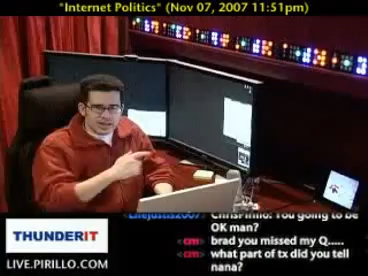 *Internet Politics* (Nov 07, 2007 11:51pm)
<Lifejustis2007> ChrisPirillo: You going to be
OK man?
<cm> brad you missed my Q.....
<cm> what part of tx did you tell
nana?
THUNDERIT
LIVE.PIRILLO.COM